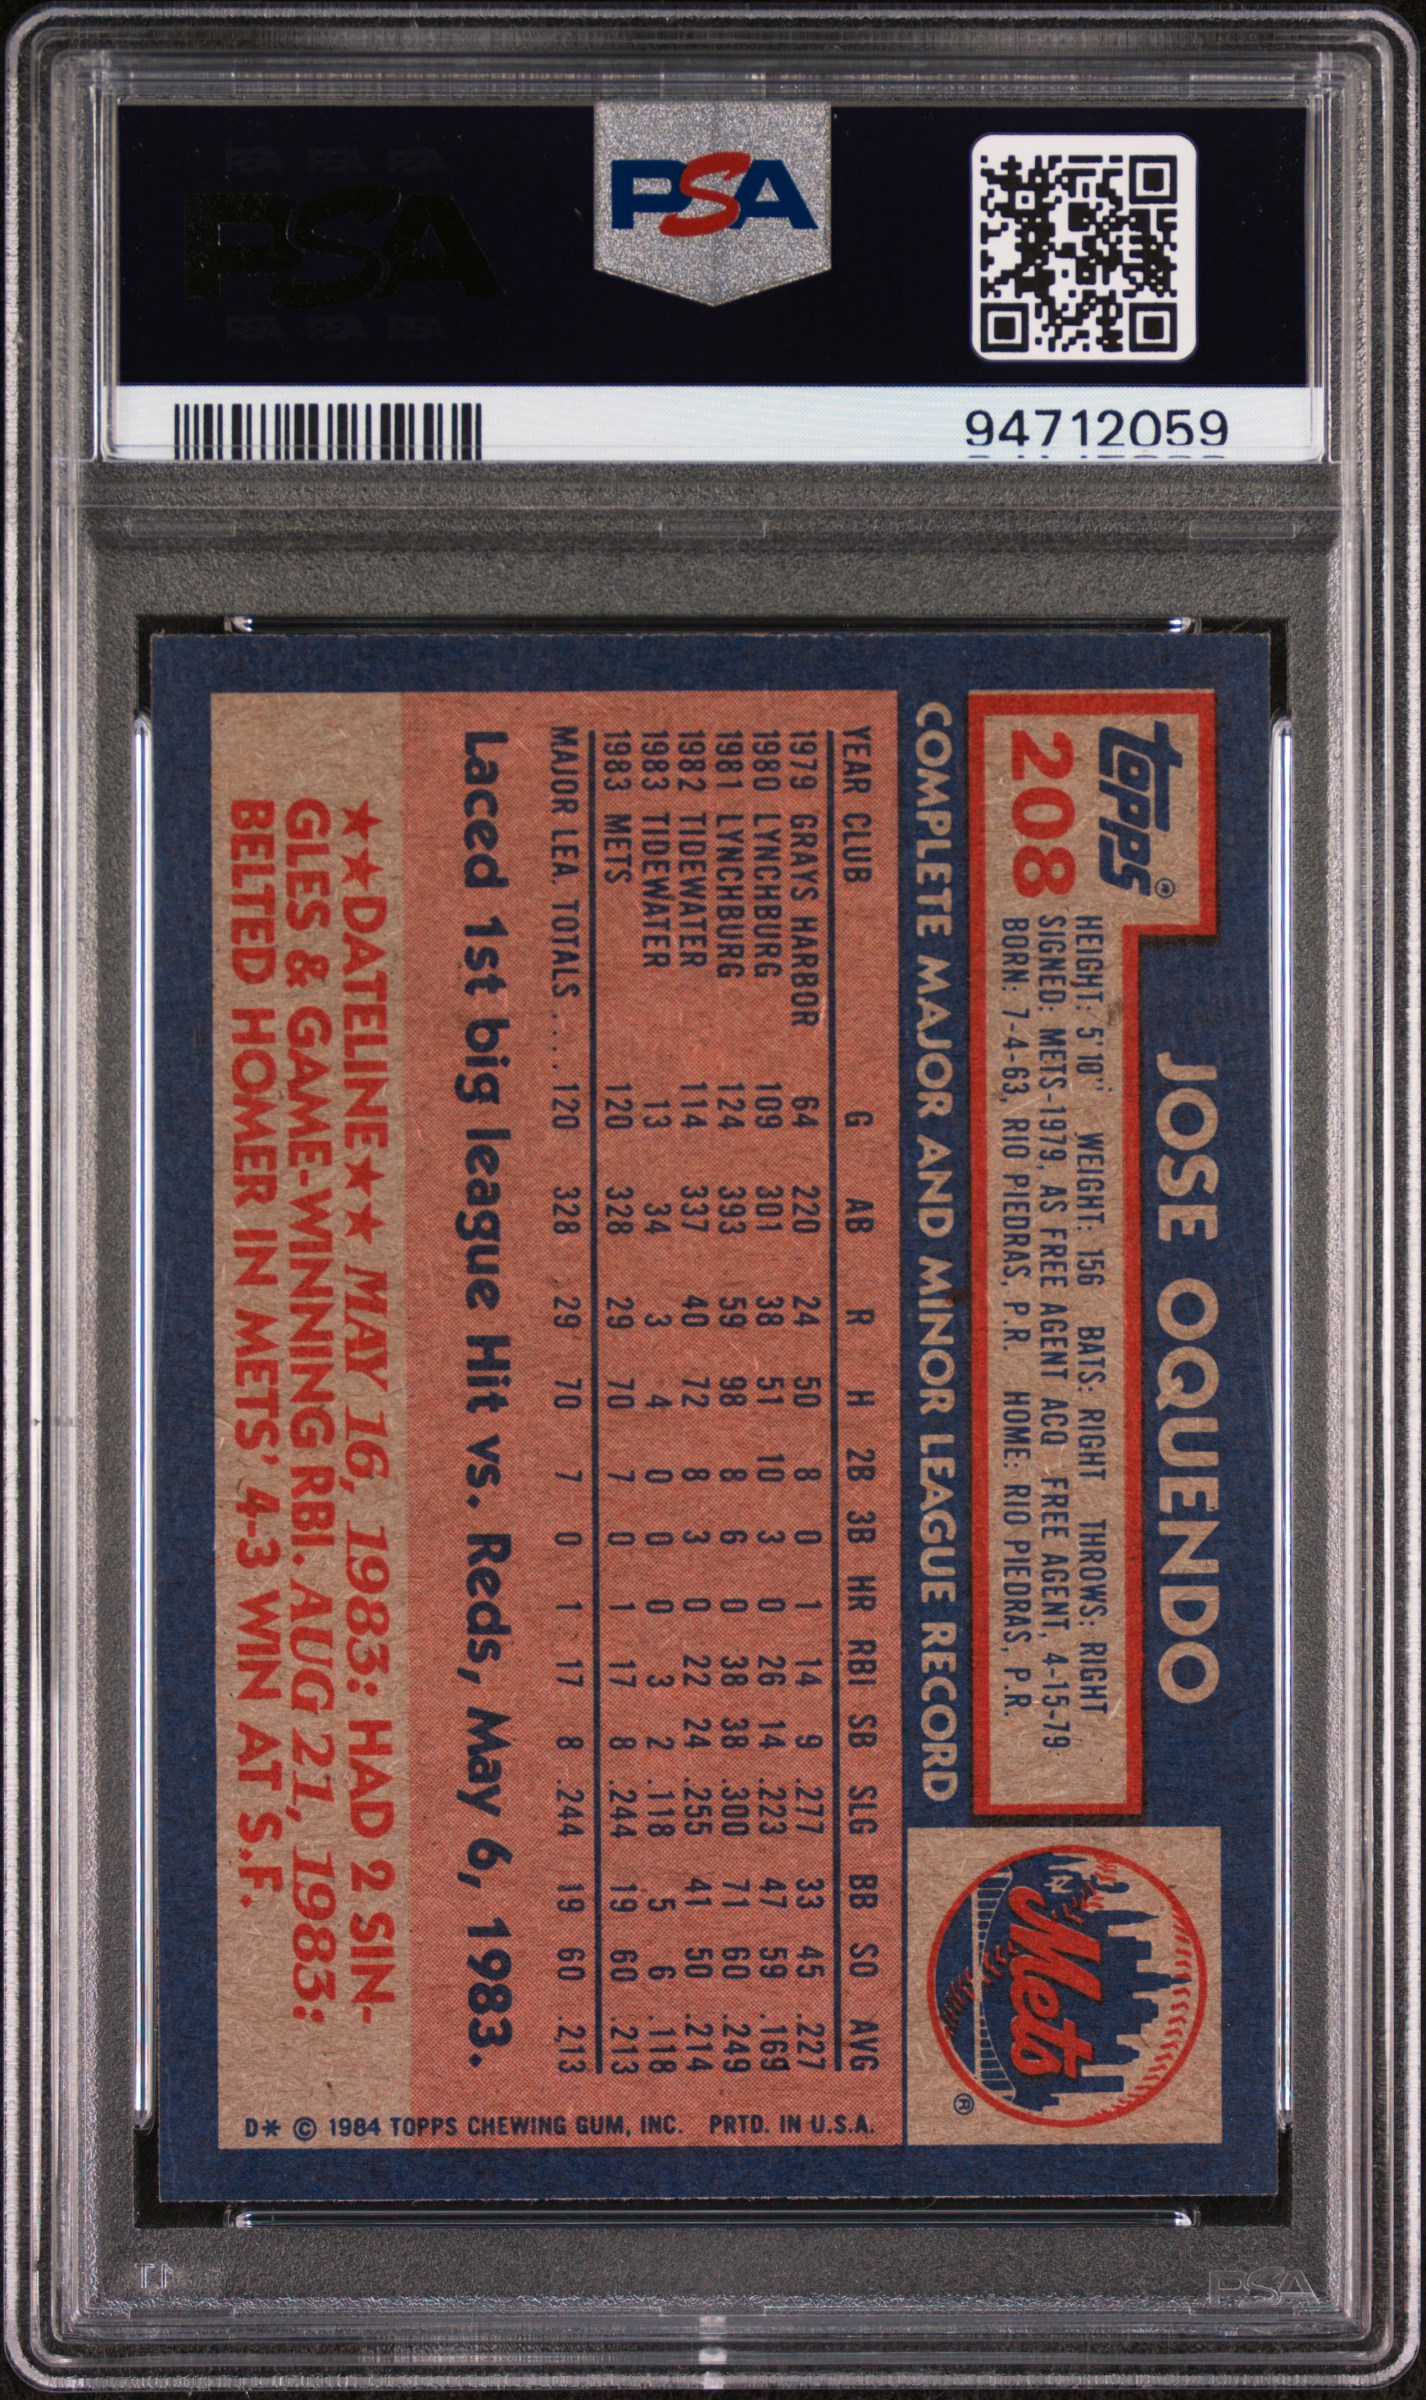 PSA PSA PSA
PSA
PSA PSA PSA
PSA
94712059
topps®
208
JOSE OQUENDO
HEIGHT: 5'10" WEIGHT: 156 BATS: RIGHT THROWS: RIGHT
SIGNED: METS-1979, AS FREE AGENT ACQ FREE AGENT, 4-15-79
BORN: 7-4-63, RIO PIEDRAS, P.R. HOME: RIO PIEDRAS, P.R.
NY
Mets
®
COMPLETE MAJOR AND MINOR LEAGUE RECORD
YEAR CLUB G AB R H 2B 3B HR RBI SB SLG BB SO AVG
1979 GRAYS HARBOR 64 220 24 50 8 0 1 14 9 .277 33 45 .227
1980 LYNCHBURG 109 301 38 51 10 3 0 26 14 .223 47 59 .169
1981 LYNCHBURG 124 393 59 98 8 6 0 38 38 .300 71 60 .249
1982 TIDEWATER 114 337 40 72 8 3 0 22 24 .255 41 50 .214
1983 TIDEWATER 13 34 3 4 0 0 0 3 2 .118 5 6 .118
1983 METS 120 328 29 70 7 0 1 17 8 .244 19 60 .213
MAJOR LEA. TOTALS.... 120 328 29 70 7 0 1 17 8 .244 19 60 .213
Laced 1st big league Hit vs. Reds, May 6, 1983.
★★DATELINE★★ MAY 16, 1983: HAD 2 SIN-
GLES & GAME-WINNING RBI. AUG 21, 1983:
BELTED HOMER IN METS' 4-3 WIN AT S.F.
D* © 1984 TOPPS CHEWING GUM, INC. PRTD. IN U.S.A.
PSA